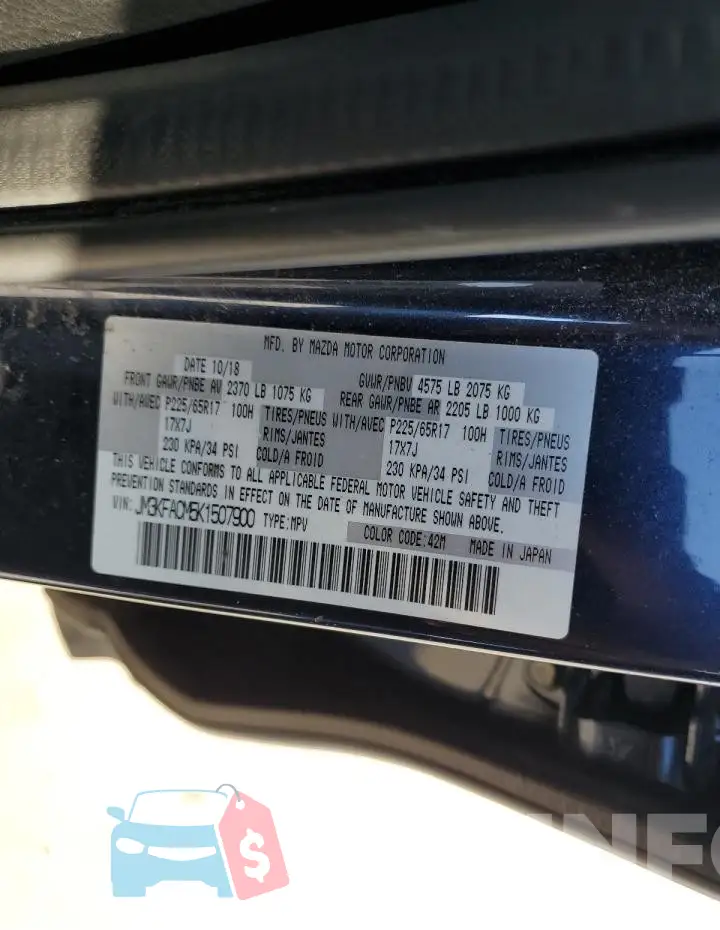 MFD. BY MAZDA MOTOR CORPORATION
DATE 10/18 GVWR/PNBV 4575 LB 2075 KG
FRONT GAWR/PNBE AV 2370 LB 1075 KG REAR GAWR/PNBE AR 2205 LB 1000 KG
WITH/AVEC P225/65R17 100H TIRES/PNEUS WITH/AVEC P225/65R17 100H TIRES/PNEUS
17X7J RIMS/JANTES 17X7J RIMS/JANTES
230 KPA/34 PSI COLD/A FROID 230 KPA/34 PSI COLD/A FROID
THIS VEHICLE CONFORMS TO ALL APPLICABLE FEDERAL MOTOR VEHICLE SAFETY AND THEFT
PREVENTION STANDARDS IN EFFECT ON THE DATE OF MANUFACTURE SHOWN ABOVE.
VIN: JM3KFACM5K1507900 TYPE:MPV COLOR CODE:42M MADE IN JAPAN
$
INFO